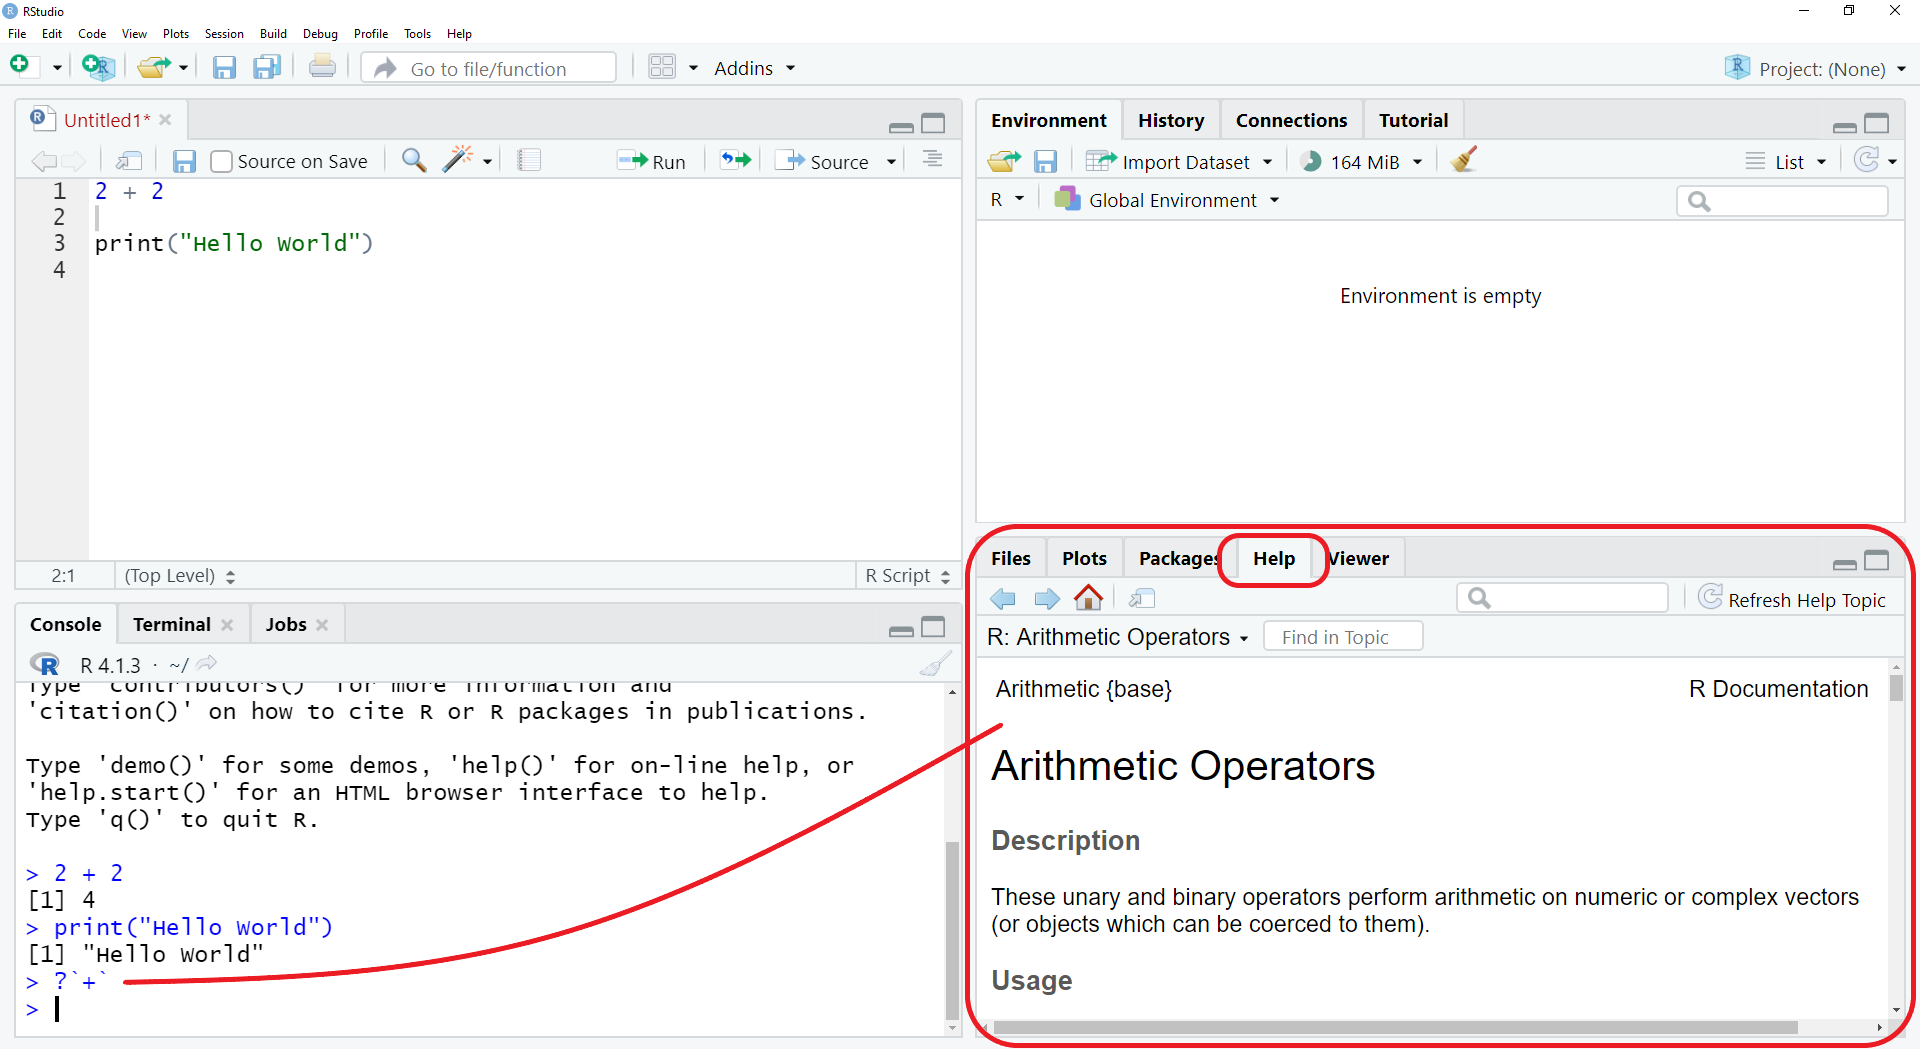 RStudio
File Edit Code View Plots Session Build Debug Profile Tools Help
Go to file/function
Addins
Project: (None)
Untitled1*
Source on Save
Run
Source
1 2 + 2
2
3 print("Hello World")
4
2:1 (Top Level) R Script
Console Terminal Jobs
R 4.1.3 · ~/
Type 'contributors()' for more information and
'citation()' on how to cite R or R packages in publications.
Type 'demo()' for some demos, 'help()' for on-line help, or
'help.start()' for an HTML browser interface to help.
Type 'q()' to quit R.
> 2 + 2
[1] 4
> print("Hello World")
[1] "Hello World"
> ?`+`
>
Environment History Connections Tutorial
Import Dataset 164 MiB List
R Global Environment
Environment is empty
Files Plots Packages Help Viewer
Refresh Help Topic
R: Arithmetic Operators Find in Topic
Arithmetic {base} R Documentation
Arithmetic Operators
Description
These unary and binary operators perform arithmetic on numeric or complex vectors
(or objects which can be coerced to them).
Usage